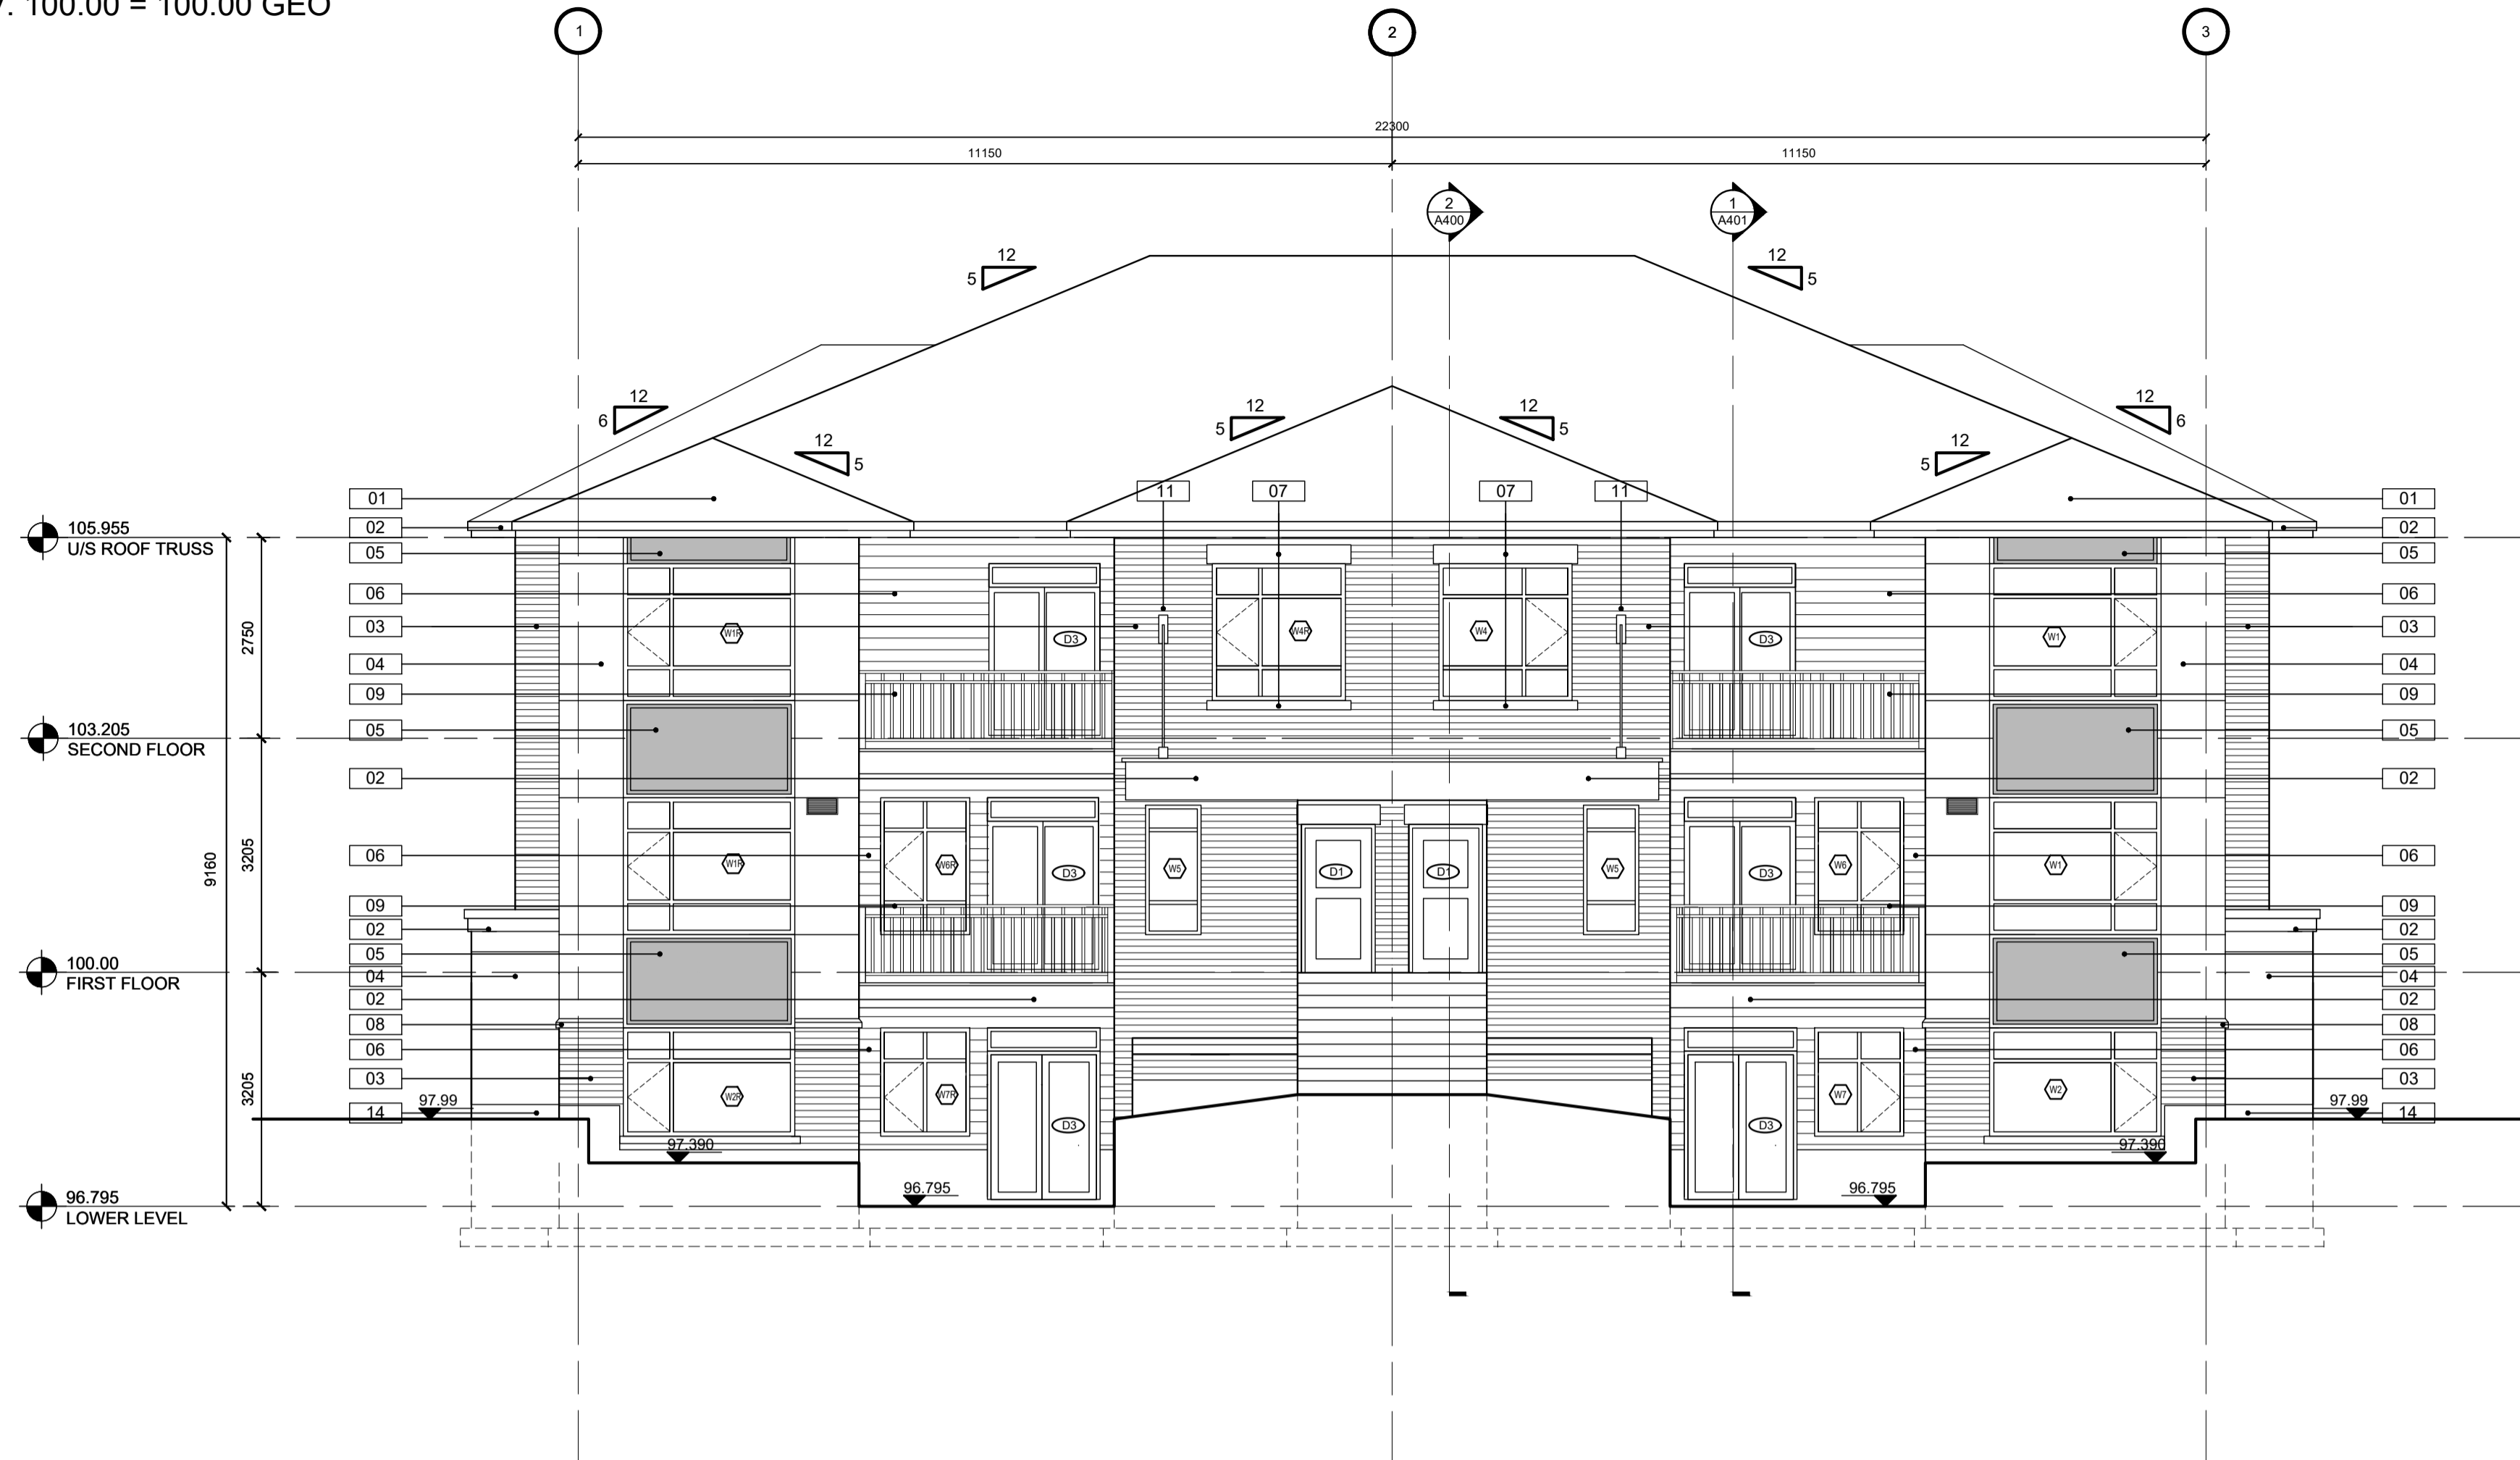 100.00 = 100.00 GEO
1
2
3
22300
11150
11150
2
A400
1
A401
12
5
12
5
12
6
12
5
12
5
12
5
12
5
12
6
01
11
07
07
11
01
105.955
U/S ROOF TRUSS
02
02
05
05
06
06
03
W1R
D3
W4R
W4
D3
W1
03
2750
04
04
09
09
103.205
SECOND FLOOR
05
05
02
02
9160
3205
06
W1R
W6R
D3
W5
D1
D1
W5
D3
W6
W1
06
09
09
02
02
100.00
FIRST FLOOR
05
05
04
04
02
02
08
08
06
06
3205
03
W2R
W7R
D3
D3
W7
W2
03
14
97.99
97.99
14
97.390
97.390
96.795
LOWER LEVEL
96.795
96.795